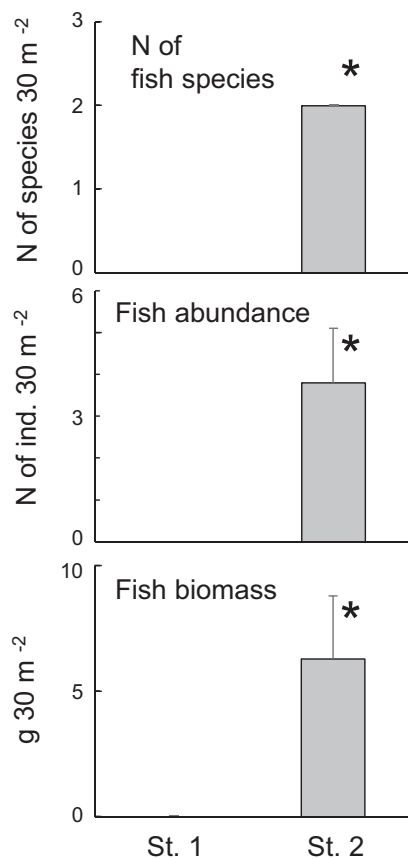 N of species 30 m -2
3
2
1
0
N of
fish species
*
N of ind. 30 m -2
6
3
0
Fish abundance
*
g 30 m -2
10
5
0
Fish biomass
*
St. 1
St. 2